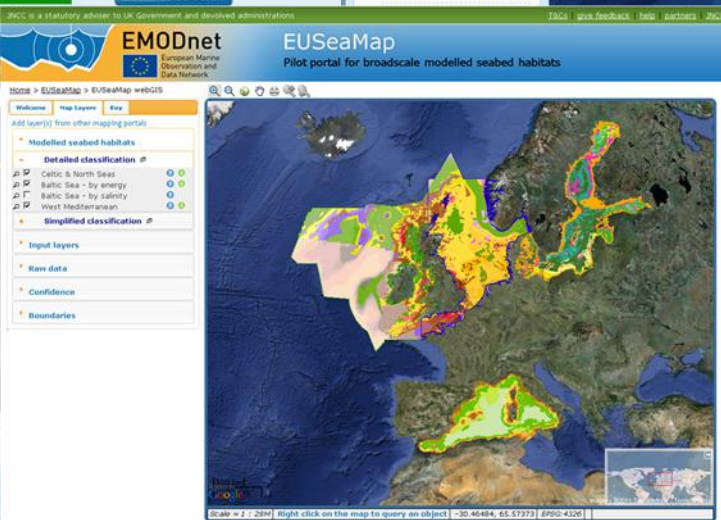 JNCC is a statutory adviser to UK Government and devolved administrations
T&Cs | give feedback | help | partners | JNC
EMODnet
European Marine
Observation and
Data Network
EUSeaMap
Pilot portal for broadscale modelled seabed habitats
Home > EUSeaMap > EUSeaMap webGIS
Welcome Map Layers Key
Add layer(s) from other mapping portals
Modelled seabed habitats
Detailed classification
Celtic & North Seas
Baltic Sea - by energy
Baltic Sea - by salinity
West Mediterranean
Simplified classification
Input layers
Raw data
Confidence
Boundaries
Google
Scale = 1 : 28M Right click on the map to query an object -30.46484, 65.57373 EPSG:4326